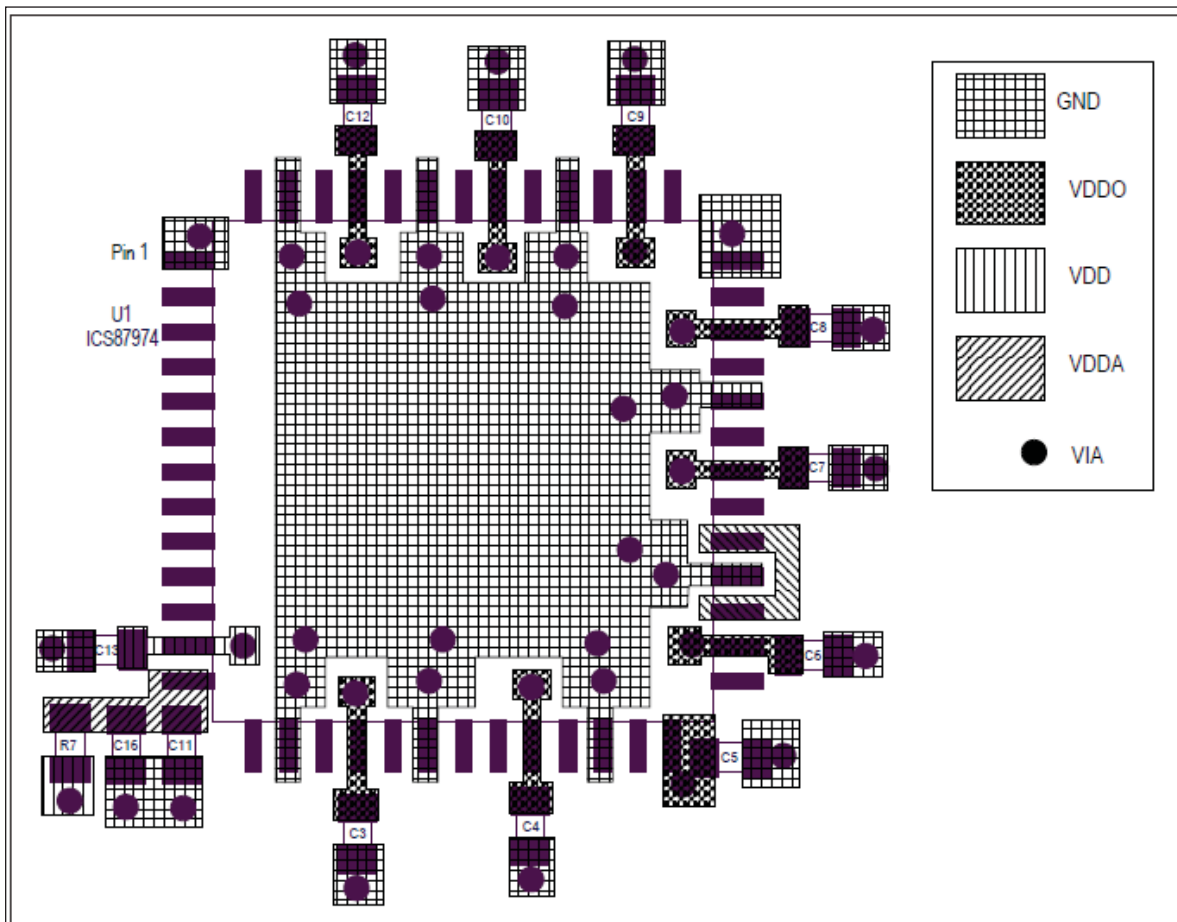 C12
C10
C9
GND
VDDO
VDD
VDDA
VIA
Pin 1
U1
ICS87974
C8
C7
C13
C6
R7
C16
C11
C5
C3
C4